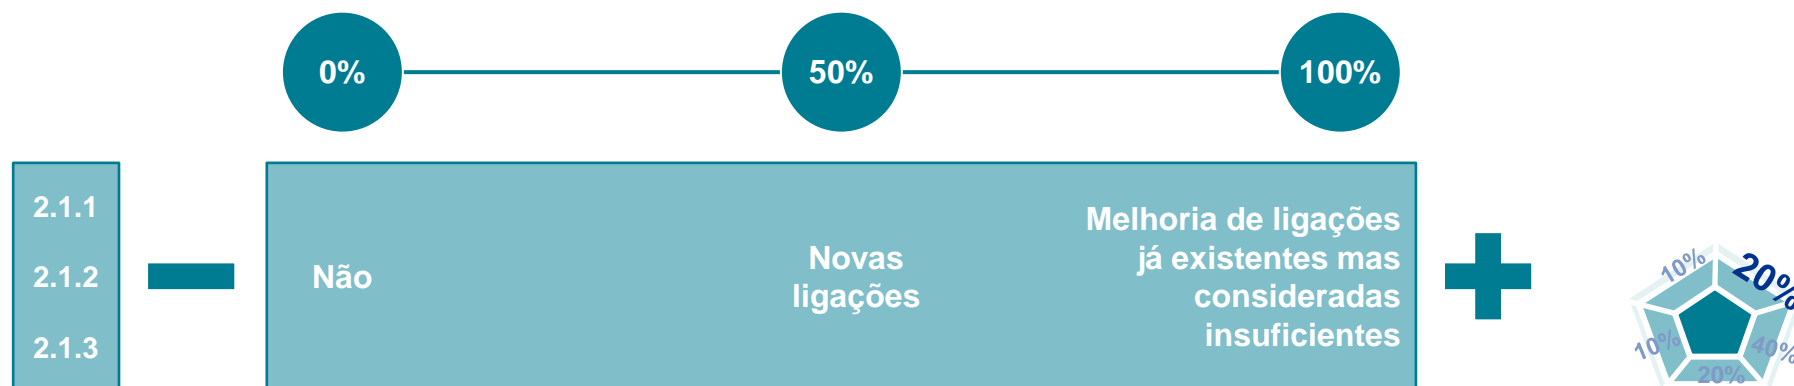 0%
50%
100%
2.1.1
2.1.2
2.1.3
Não
Novas
ligações
Melhoria de ligações
já existentes mas
consideradas
insuficientes
10%
20%
10%
40%
20%